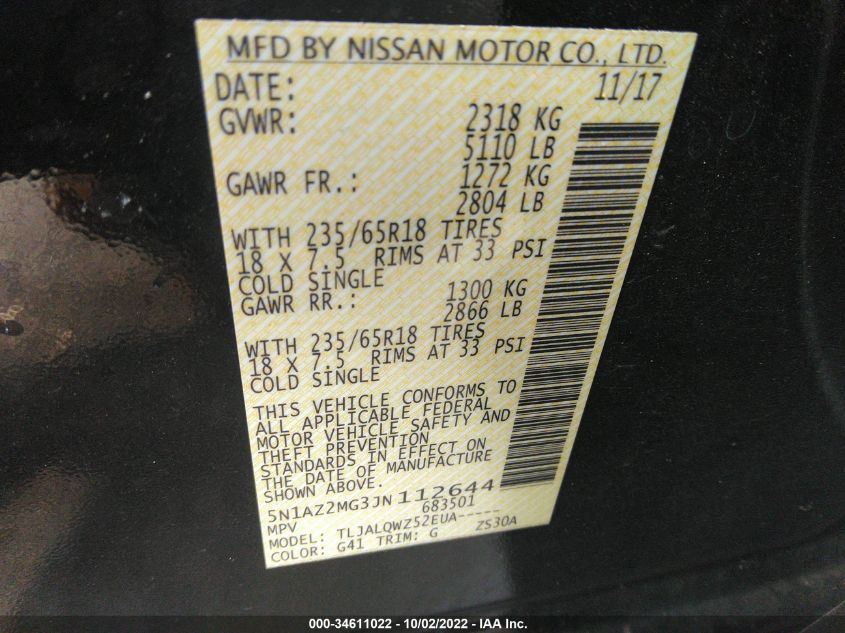 MFD BY NISSAN MOTOR CO., LTD.
DATE: 11/17
GVWR: 2318 KG
5110 LB
GAWR FR.: 1272 KG
2804 LB
WITH 235/65R18 TIRES
18 X 7.5 RIMS AT 33 PSI
COLD SINGLE
GAWR RR.: 1300 KG
2866 LB
WITH 235/65R18 TIRES
18 X 7.5 RIMS AT 33 PSI
COLD SINGLE
THIS VEHICLE CONFORMS TO
ALL APPLICABLE FEDERAL
MOTOR VEHICLE SAFETY AND
THEFT PREVENTION
STANDARDS IN EFFECT ON
THE DATE OF MANUFACTURE
SHOWN ABOVE.
5N1AZ2MG3JN112644
MPV 683501
MODEL: TLJALQWZ52EUA-----
COLOR: G41 TRIM: G ZS30A
000-34611022 - 10/02/2022 - IAA Inc.